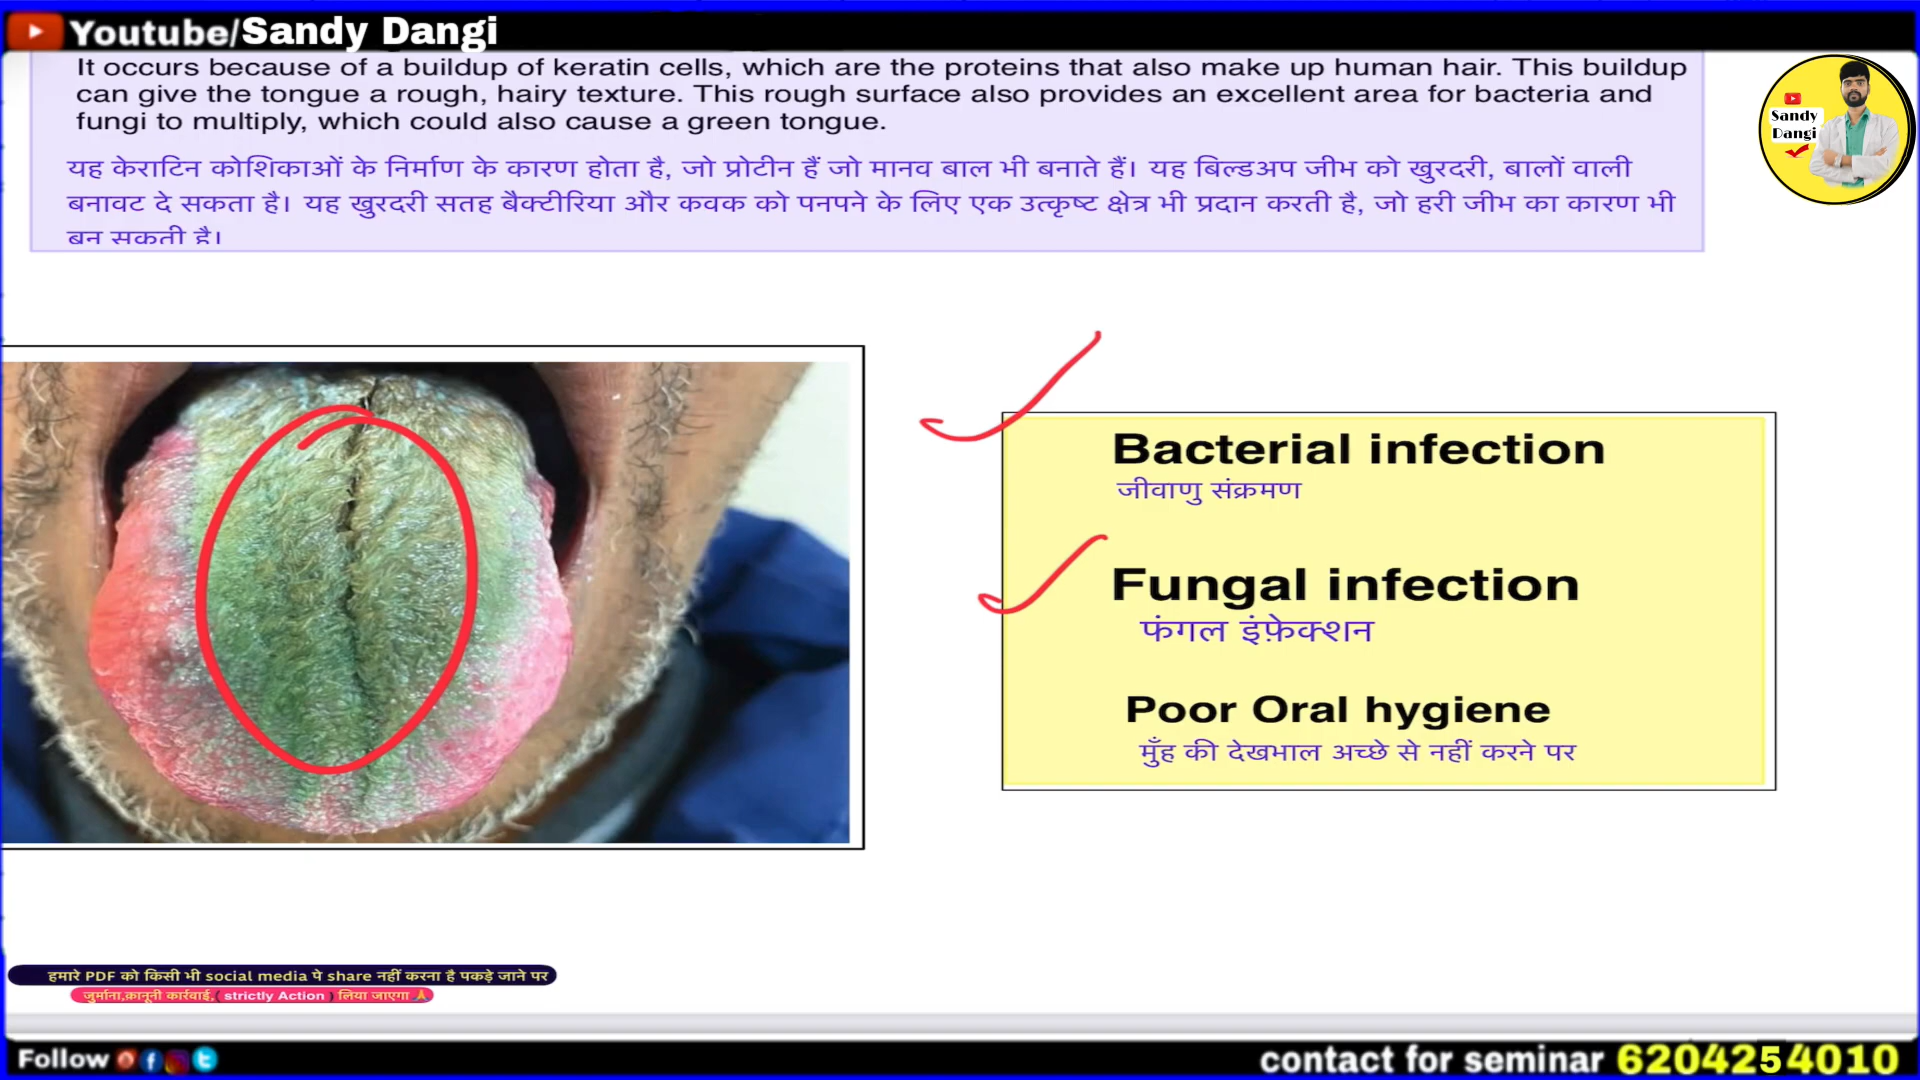 Youtube/Sandy Dangi
It occurs because of a buildup of keratin cells, which are the proteins that also make up human hair. This buildup
can give the tongue a rough, hairy texture. This rough surface also provides an excellent area for bacteria and
fungi to multiply, which could also cause a green tongue.
यह केराटिन कोशिकाओं के निर्माण के कारण होता है, जो प्रोटीन हैं जो मानव बाल भी बनाते हैं। यह बिल्डअप जीभ को खुरदरी, बालों वाली
बनावट दे सकता है। यह खुरदरी सतह बैक्टीरिया और कवक को पनपने के लिए एक उत्कृष्ट क्षेत्र भी प्रदान करती है, जो हरी जीभ का कारण भी
बन सकती है।
Sandy
Dangi
Bacterial infection
जीवाणु संक्रमण
Fungal infection
फंगल इंफ़ेक्शन
Poor Oral hygiene
मुँह की देखभाल अच्छे से नहीं करने पर
हमारे PDF को किसी भी social media पे share नहीं करना है पकड़े जाने पर
जुर्माना,क़ानूनी कार्रवाई,( strictly Action ) लिया जाएगा
Follow
contact for seminar 6204254010